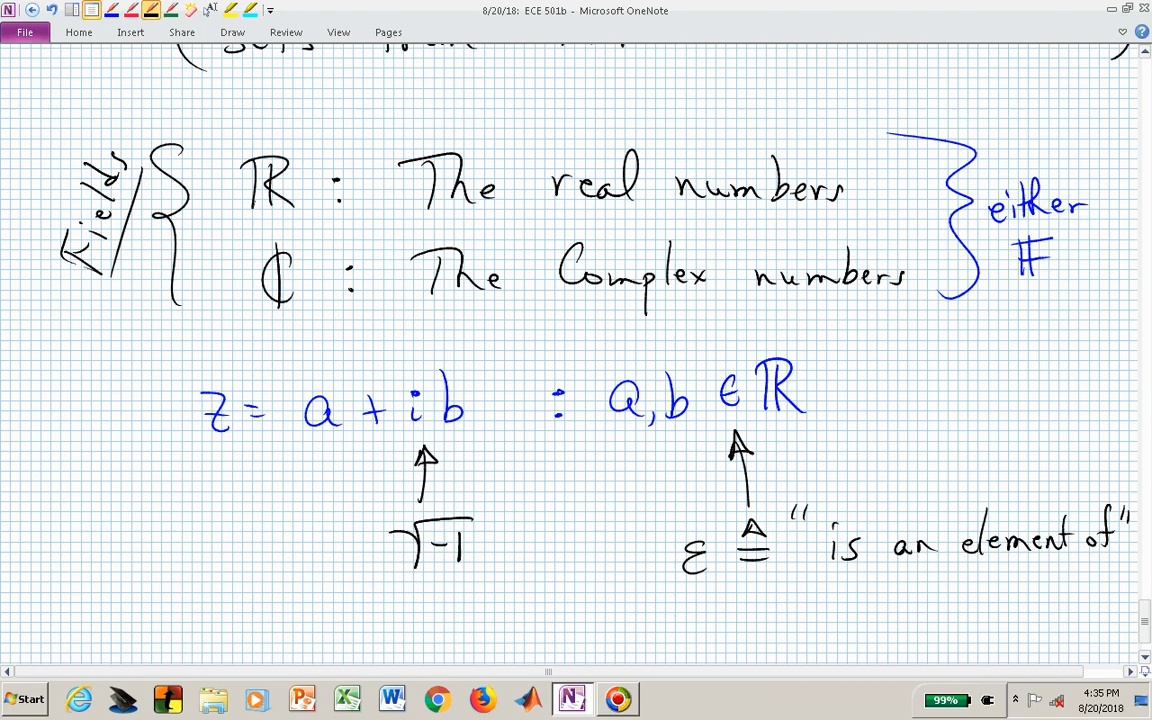 8/20/18: ECE 501b - Microsoft OneNote
File Home Insert Share Draw Review View Pages
Fields
ℝ : The real numbers
ℂ : The Complex numbers
either
𝔽
z = a + i b : a, b ∈ ℝ
√-1
∈ ≜ " is an element of "
Start
99%
4:35 PM
8/20/2018